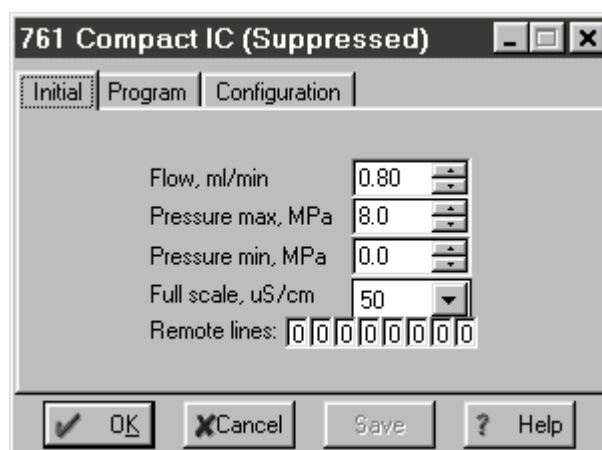 761 Compact IC (Suppressed)
Initial Program Configuration
Flow, ml/min 0.80
Pressure max, MPa 8.0
Pressure min, MPa 0.0
Full scale, uS/cm 50
Remote lines: 0 0 0 0 0 0 0 0
OK Cancel Save ? Help